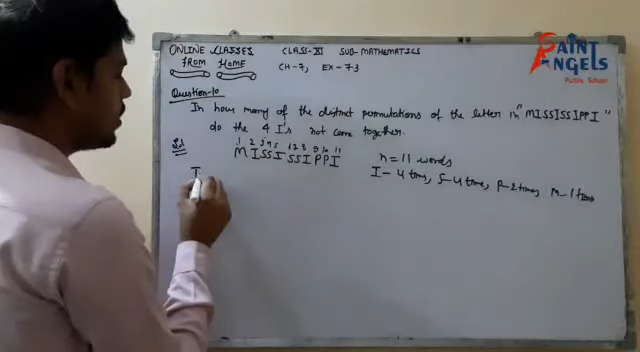 PAINT
ANGELS
Public School
ONLINE CLASSES CLASS-XI SUB-MATHEMATICS
FROM HOME CH-7, EX-7.3
Question-10
In how many of the distinct permutations of the letter in "MISSISSIPPI"
do the 4 I's not come together.
Sol
1 2 3 4 5 6 7 8 9 10 11
MISSISSIPPI n = 11 words
I - 4 times, S - 4 times, P - 2 times, M - 1 times
T